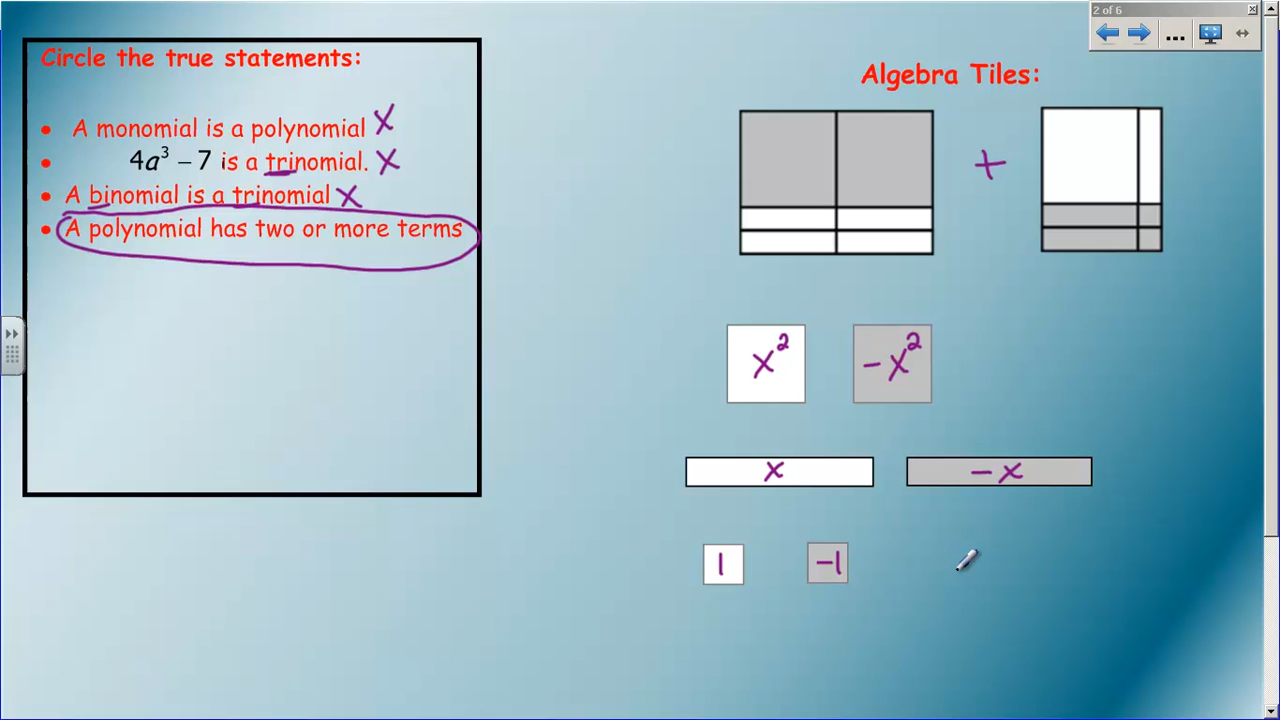 2 of 6
Circle the true statements:
• A monomial is a polynomial X
• 4a³ – 7 is a trinomial. X
• A binomial is a trinomial X
• A polynomial has two or more terms
Algebra Tiles:
+
x² -x²
x -x
1 -1